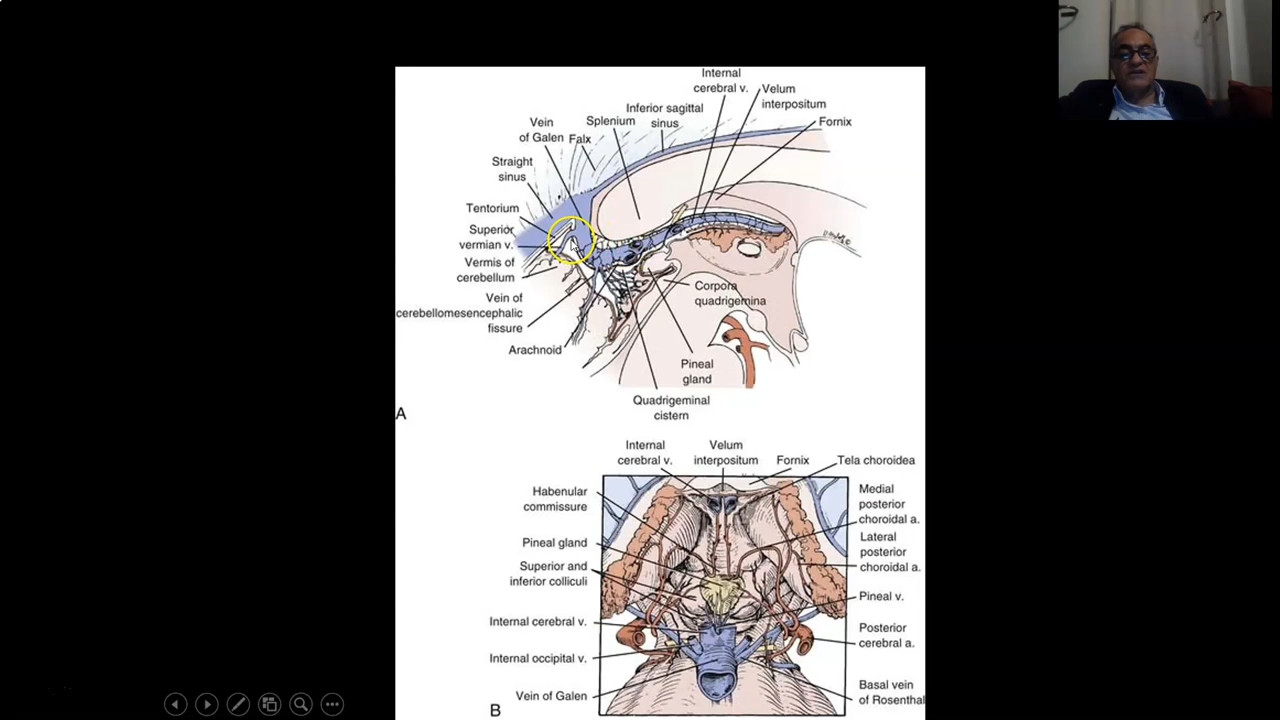 Internal
cerebral v.
Velum
interpositum
Inferior sagittal
sinus
Fornix
Splenium
Vein
of Galen
Falx
Straight
sinus
Tentorium
Superior
vermian v.
Vermis of
cerebellum
Vein of
cerebellomesencephalic
fissure
Arachnoid
Corpora
quadrigemina
Pineal
gland
Quadrigeminal
cistern
A
Internal
cerebral v.
Velum
interpositum
Fornix
Tela choroidea
Habenular
commissure
Medial
posterior
choroidal a.
Pineal gland
Lateral
posterior
choroidal a.
Superior and
inferior colliculi
Pineal v.
Internal cerebral v.
Posterior
cerebral a.
Internal occipital v.
Vein of Galen
Basal vein
of Rosenthal
B